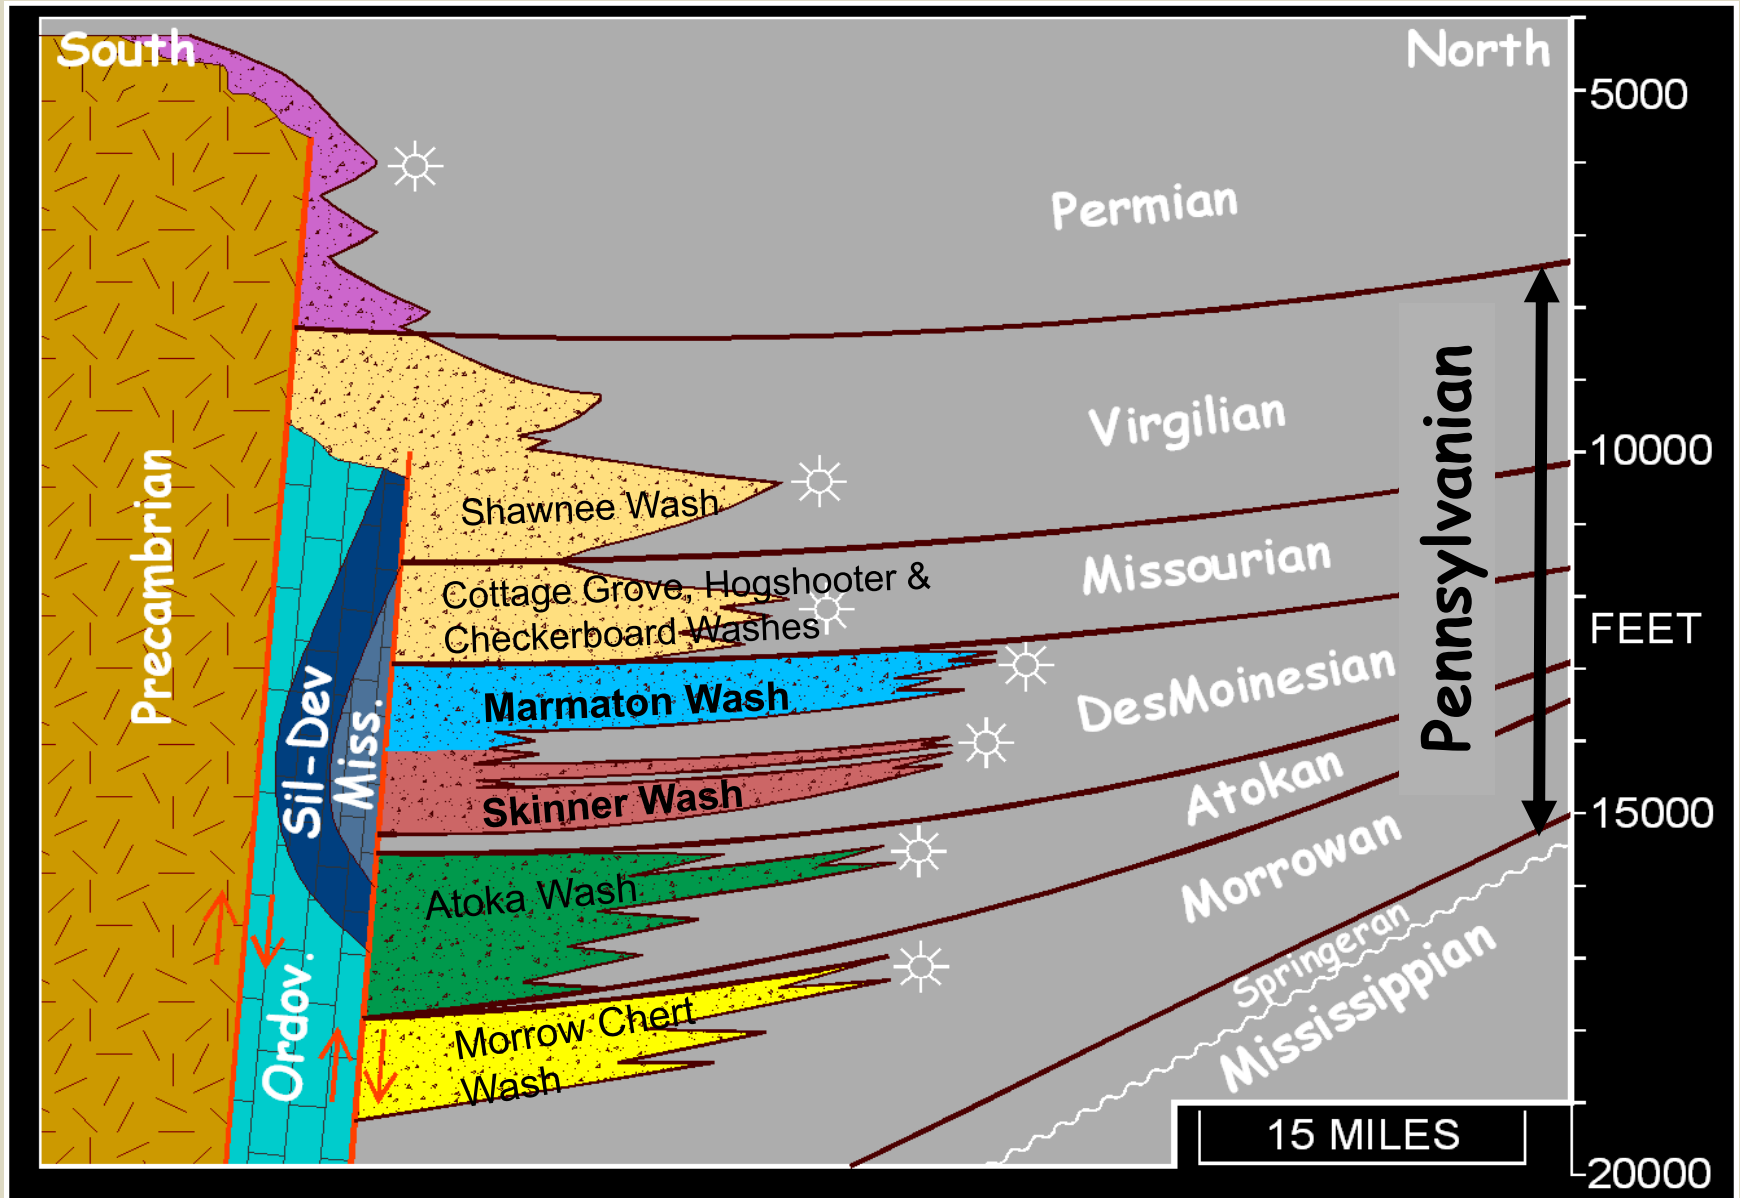 South
North
5000
Permian
Virgilian
10000
Pennsylvanian
Precambrian
Shawnee Wash
Missourian
Cottage Grove, Hogshooter &
Checkerboard Washes
FEET
DesMoinesian
Marmaton Wash
Sil-Dev
Miss.
Skinner Wash
Atokan
15000
Morrowan
Atoka Wash
Springeran
Mississippian
Ordov.
Morrow Chert
Wash
15 MILES
20000